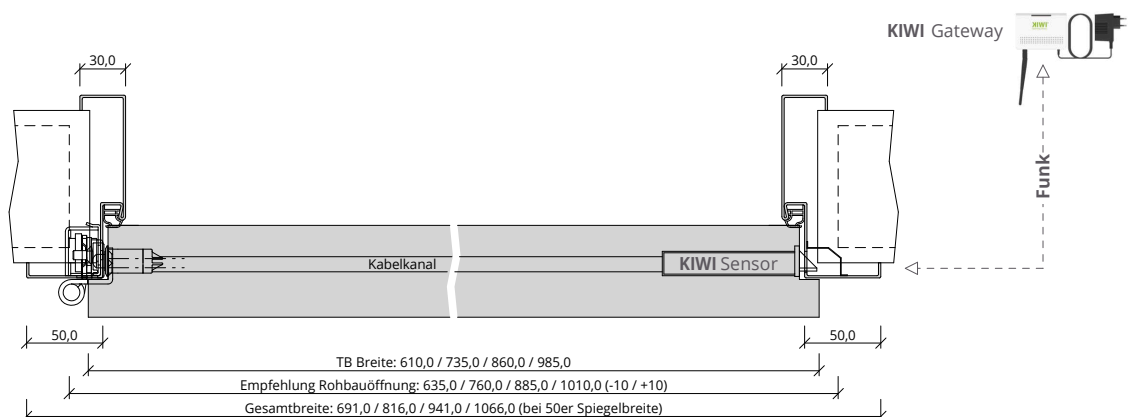 KIWI Gateway
KIWI
30,0
30,0
Funk
Kabelkanal
KIWI Sensor
50,0
50,0
TB Breite: 610,0 / 735,0 / 860,0 / 985,0
Empfehlung Rohbauöffnung: 635,0 / 760,0 / 885,0 / 1010,0 (-10 / +10)
Gesamtbreite: 691,0 / 816,0 / 941,0 / 1066,0 (bei 50er Spiegelbreite)